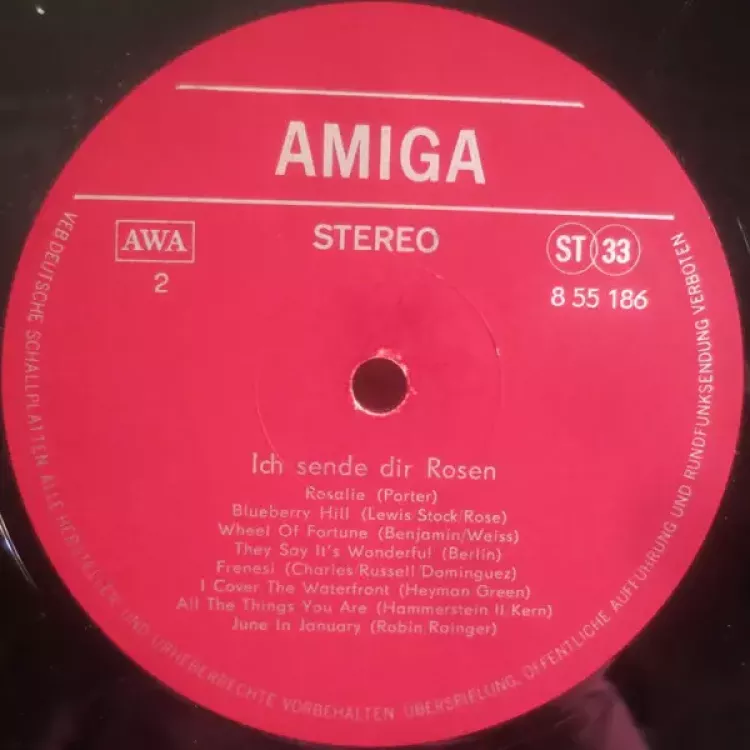 AMIGA
AWA
STEREO
ST 33
2
8 55 186
Ich sende dir Rosen
Rosalie (Porter)
Blueberry Hill (Lewis/Stock/Rose)
Wheel Of Fortune (Benjamin/Weiss)
They Say It's Wonderful (Berlin)
Frenesi (Charles/Russell/Dominguez)
I Cover The Waterfront (Heyman/Green)
All The Things You Are (Hammerstein II/Kern)
June In January (Robin/Rainger)
VEB DEUTSCHE SCHALLPLATTEN ALLE HERSTELLER- UND URHEBERRECHTE VORBEHALTEN. ÜBERSPIELUNG, ÖFFENTLICHE AUFFÜHRUNG UND RUNDFUNKSENDUNG VERBOTEN